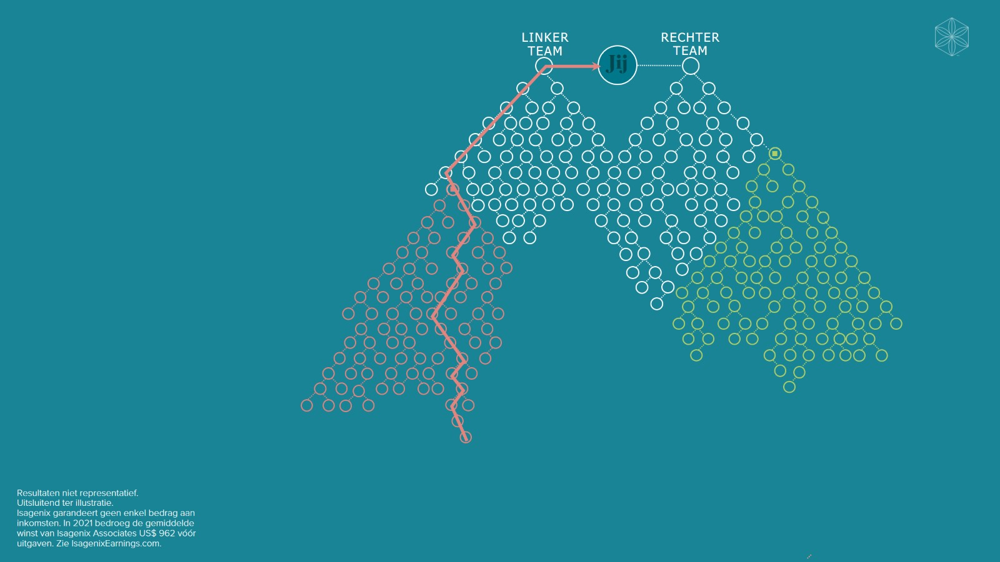 LINKER
TEAM
RECHTER
TEAM
Jij
Resultaten niet representatief.
Uitsluitend ter illustratie.
Isagenix garandeert geen enkel bedrag aan
inkomsten. In 2021 bedroeg de gemiddelde
winst van Isagenix Associates US$ 962 vóór
uitgaven. Zie IsagenixEarnings.com.